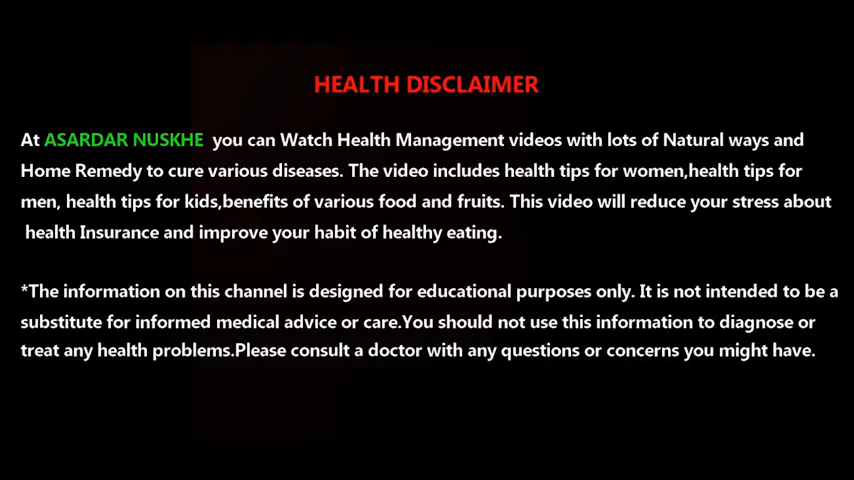 HEALTH DISCLAIMER
At ASARDAR NUSKHE you can Watch Health Management videos with lots of Natural ways and
Home Remedy to cure various diseases. The video includes health tips for women,health tips for
men, health tips for kids,benefits of various food and fruits. This video will reduce your stress about
health Insurance and improve your habit of healthy eating.
*The information on this channel is designed for educational purposes only. It is not intended to be a
substitute for informed medical advice or care.You should not use this information to diagnose or
treat any health problems.Please consult a doctor with any questions or concerns you might have.